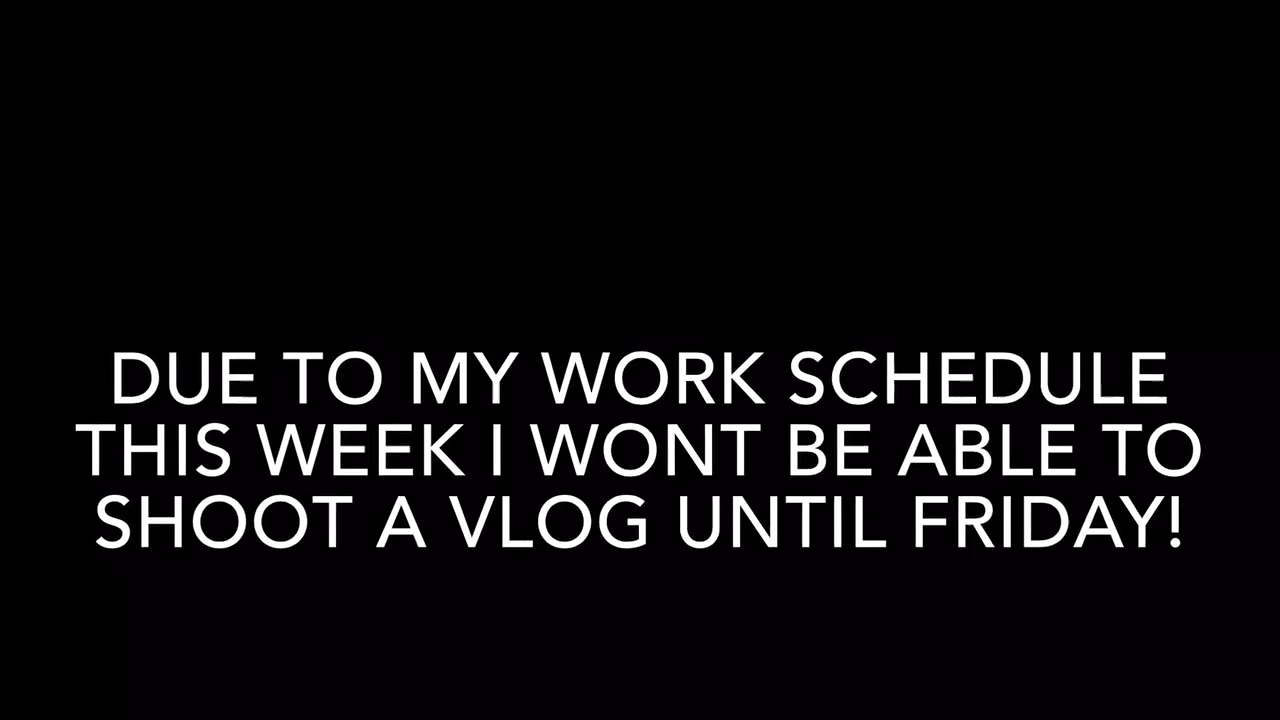 DUE TO MY WORK SCHEDULE
THIS WEEK I WONT BE ABLE TO
SHOOT A VLOG UNTIL FRIDAY!